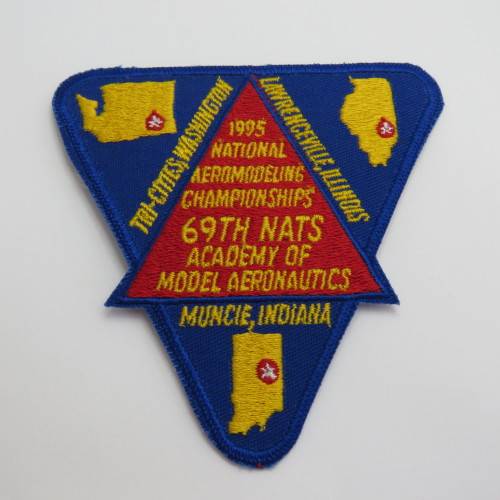 TRI-CITIES, WASHINGTON
LAWRENCEVILLE, ILLINOIS
1995
NATIONAL
AEROMODELING
CHAMPIONSHIPS
69TH NATS
ACADEMY OF
MODEL AERONAUTICS
MUNCIE, INDIANA